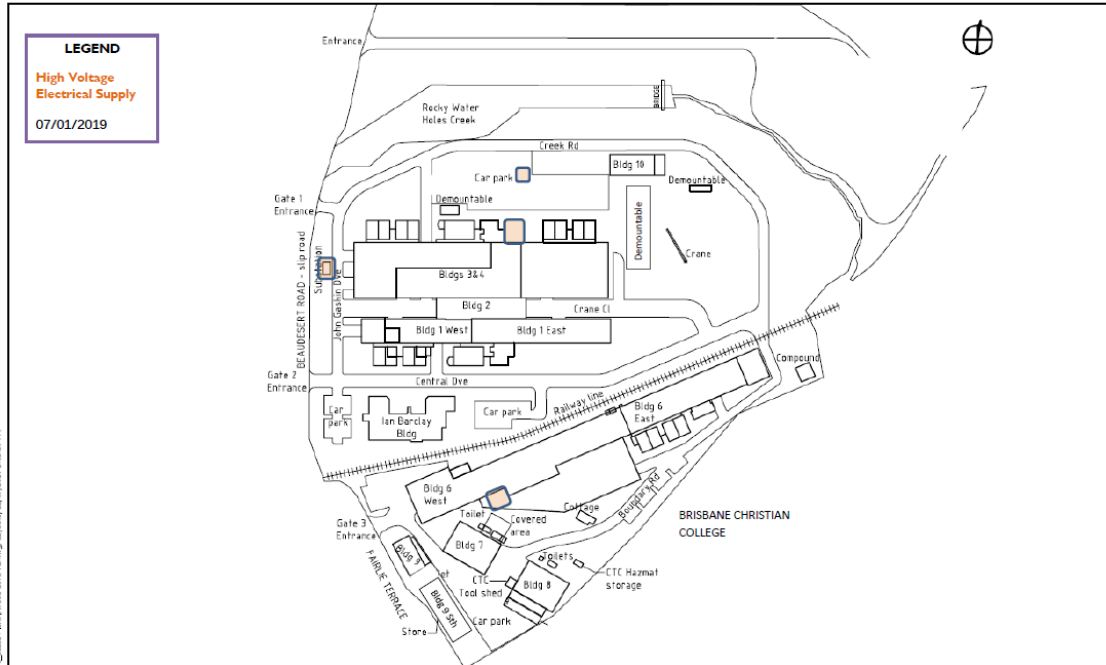 LEGEND
High Voltage
Electrical Supply
07/01/2019
Entrance
BRIDGE
Rocky Water
Holes Creek
Creek Rd
Bldg 10
Car park
Demountable
Demountable
Gate 1
Entrance
Demountable
BEAUDESERT ROAD - slip road
Substation
John Gaskin Dve
Crane
Bldgs 3&4
Bldg 2
Crane Cl
Bldg 1 West
Bldg 1 East
Compound
Gate 2
Entrance
Central Dve
Railway line
Car
park
Ian Barclay
Bldg
Car park
Bldg 6
East
Bldg 6
West
Boundary Rd
Cottage
Toilet
Covered
area
BRISBANE CHRISTIAN
COLLEGE
Gate 3
Entrance
Bldg 7
Bldg 3
Toilets
CTC Hazmat
storage
FAIRLIE TERRACE
CTC
Tool shed
Bldg 8
Bldg 9 Sth
Car park
Store